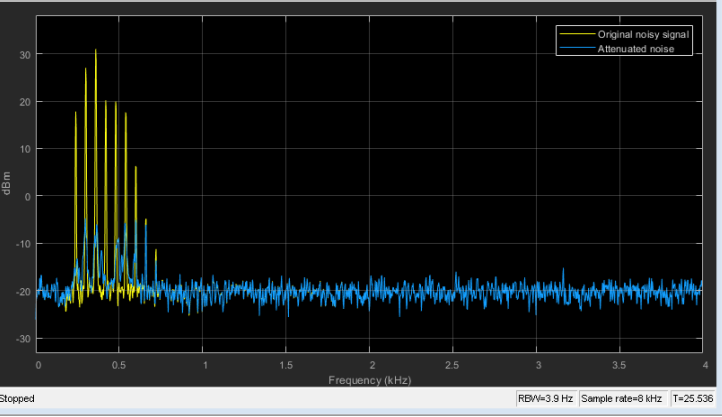 Original noisy signal
Attenuated noise
30
20
10
0
-10
-20
-30
dBm
0 0.5 1 1.5 2 2.5 3 3.5 4
Frequency (kHz)
Stopped RBW=3.9 Hz Sample rate=8 kHz T=25.536